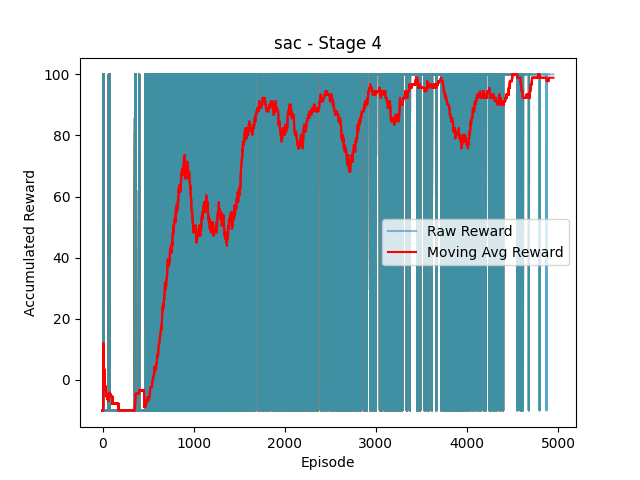 sac - Stage 4
Accumulated Reward
100
80
60
40
20
0
Raw Reward
Moving Avg Reward
0 1000 2000 3000 4000 5000
Episode